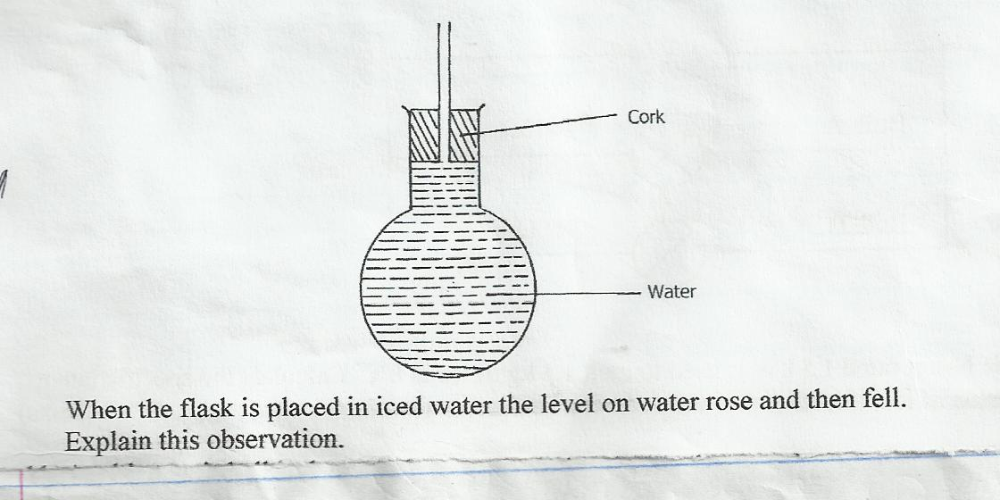 Cork
Water
When the flask is placed in iced water the level on water rose and then fell.
Explain this observation.